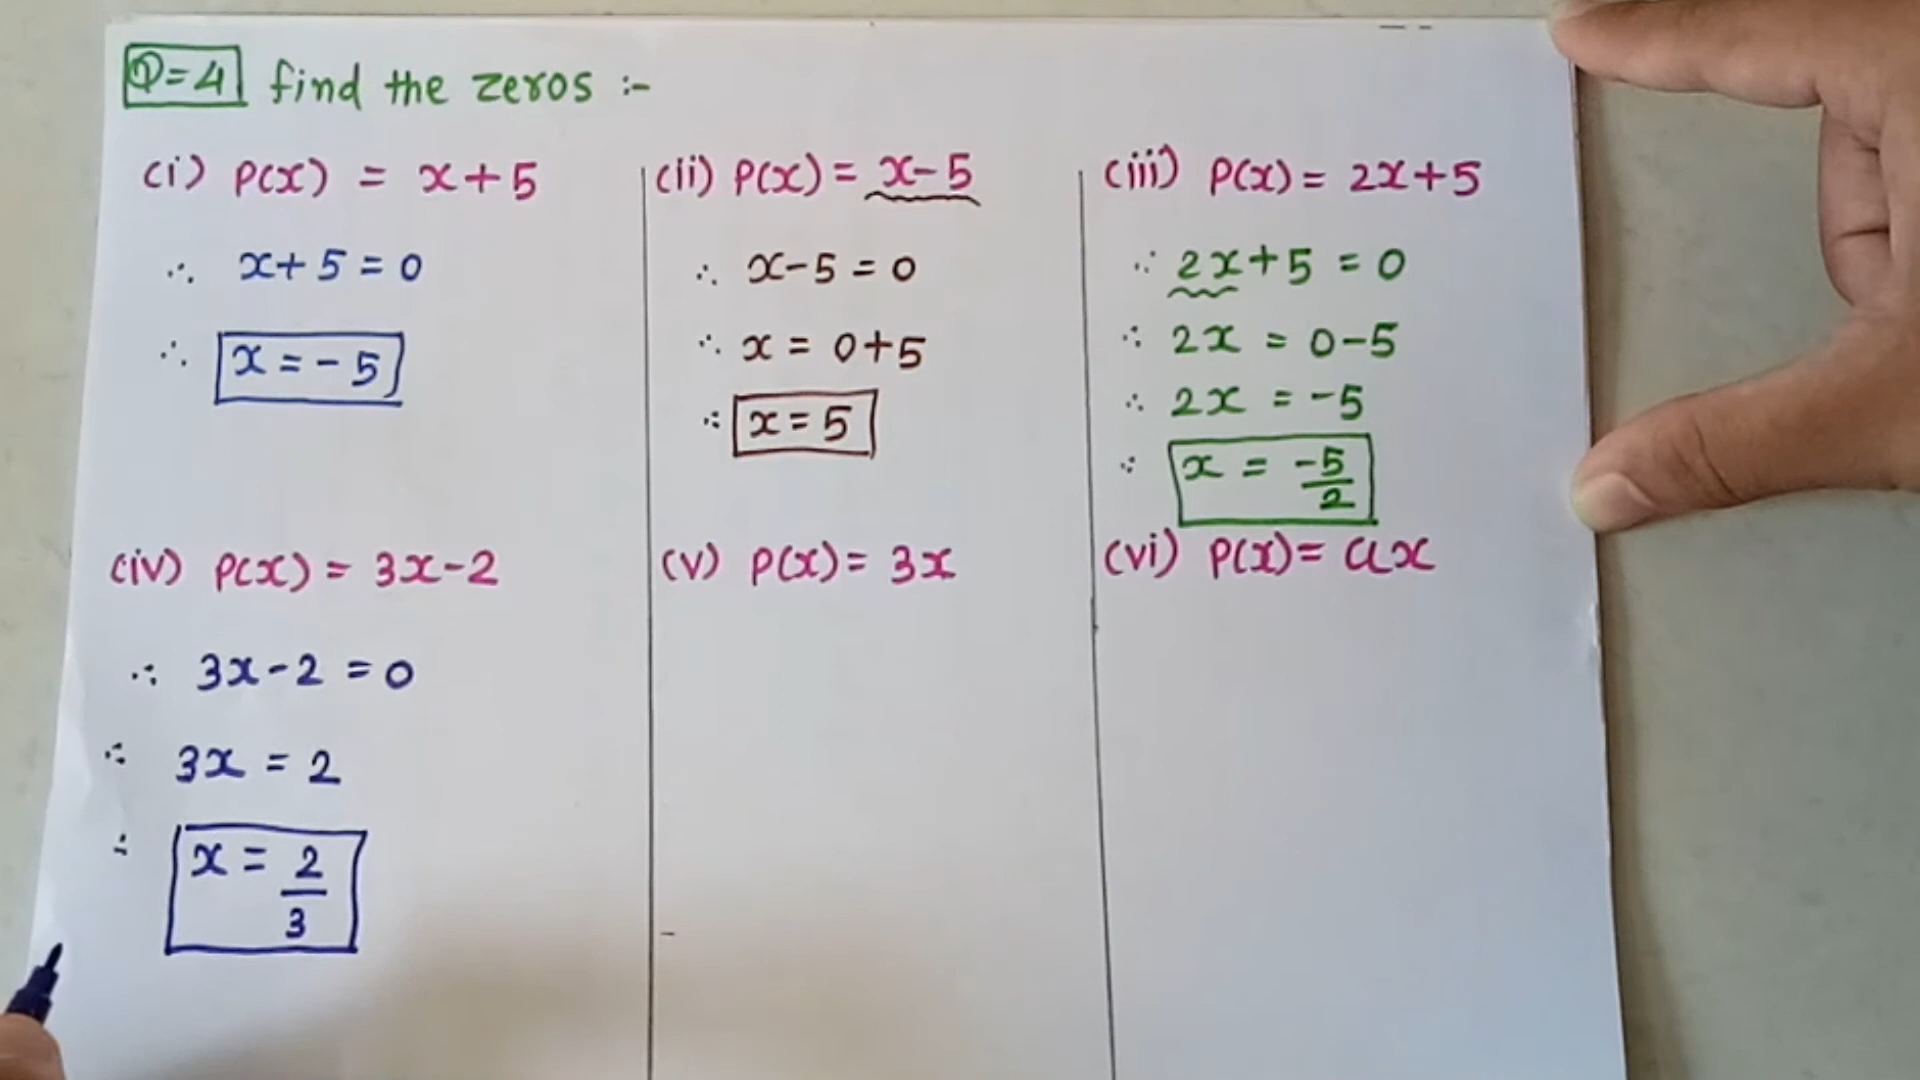 Q=4 find the zeros :-
(i) P(x) = x+5
∴ x+5=0
∴ x=-5
(ii) P(x)= x-5
∴ x-5=0
∴ x = 0+5
∴ x=5
(iii) P(x)= 2x+5
∴ 2x+5 = 0
∴ 2x = 0-5
∴ 2x = -5
∴ x = -5/2
(iv) P(x)= 3x-2
∴ 3x-2 =0
∴ 3x = 2
∴ x = 2/3
(v) P(x)= 3x
(vi) P(x)= ax